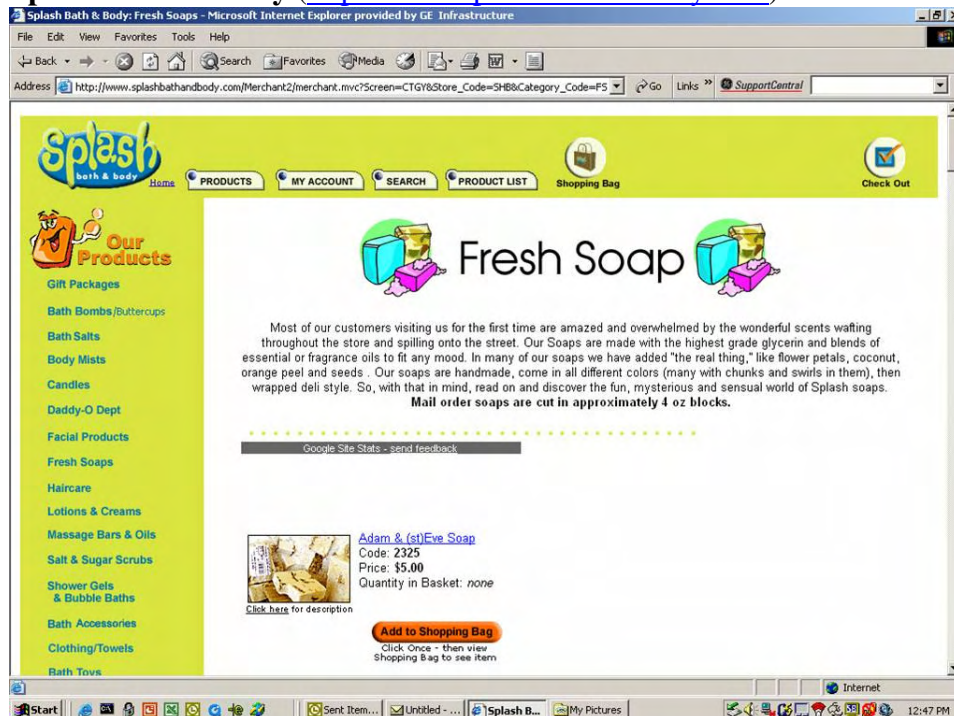 Splash Bath & Body: Fresh Soaps - Microsoft Internet Explorer provided by GE Infrastructure
File Edit View Favorites Tools Help
Back Search Favorites Media
Address http://www.splashbathandbody.com/Merchant2/merchant.mvc?Screen=CTGY&Store_Code=SHB&Category_Code=FS Go Links » SupportCentral
Splash
bath & body
Home
PRODUCTS MY ACCOUNT SEARCH PRODUCT LIST Shopping Bag Check Out
Our
Products
Gift Packages
Bath Bombs/Buttercups
Bath Salts
Body Mists
Candles
Daddy-O Dept
Facial Products
Fresh Soaps
Haircare
Lotions & Creams
Massage Bars & Oils
Salt & Sugar Scrubs
Shower Gels
& Bubble Baths
Bath Accessories
Clothing/Towels
Bath Toys
Fresh Soap
Most of our customers visiting us for the first time are amazed and overwhelmed by the wonderful scents wafting
throughout the store and spilling onto the street. Our Soaps are made with the highest grade glycerin and blends of
essential or fragrance oils to fit any mood. In many of our soaps we have added "the real thing," like flower petals, coconut,
orange peel and seeds . Our soaps are handmade, come in all different colors (many with chunks and swirls in them), then
wrapped deli style. So, with that in mind, read on and discover the fun, mysterious and sensual world of Splash soaps.
Mail order soaps are cut in approximately 4 oz blocks.
Google Site Stats - send feedback
Adam & (st)Eve Soap
Code: 2325
Price: $5.00
Quantity in Basket: none
Click here for description
Add to Shopping Bag
Click Once - then view
Shopping Bag to see item
Internet
Start Sent Item... Untitled - ... Splash B... My Pictures 12:47 PM